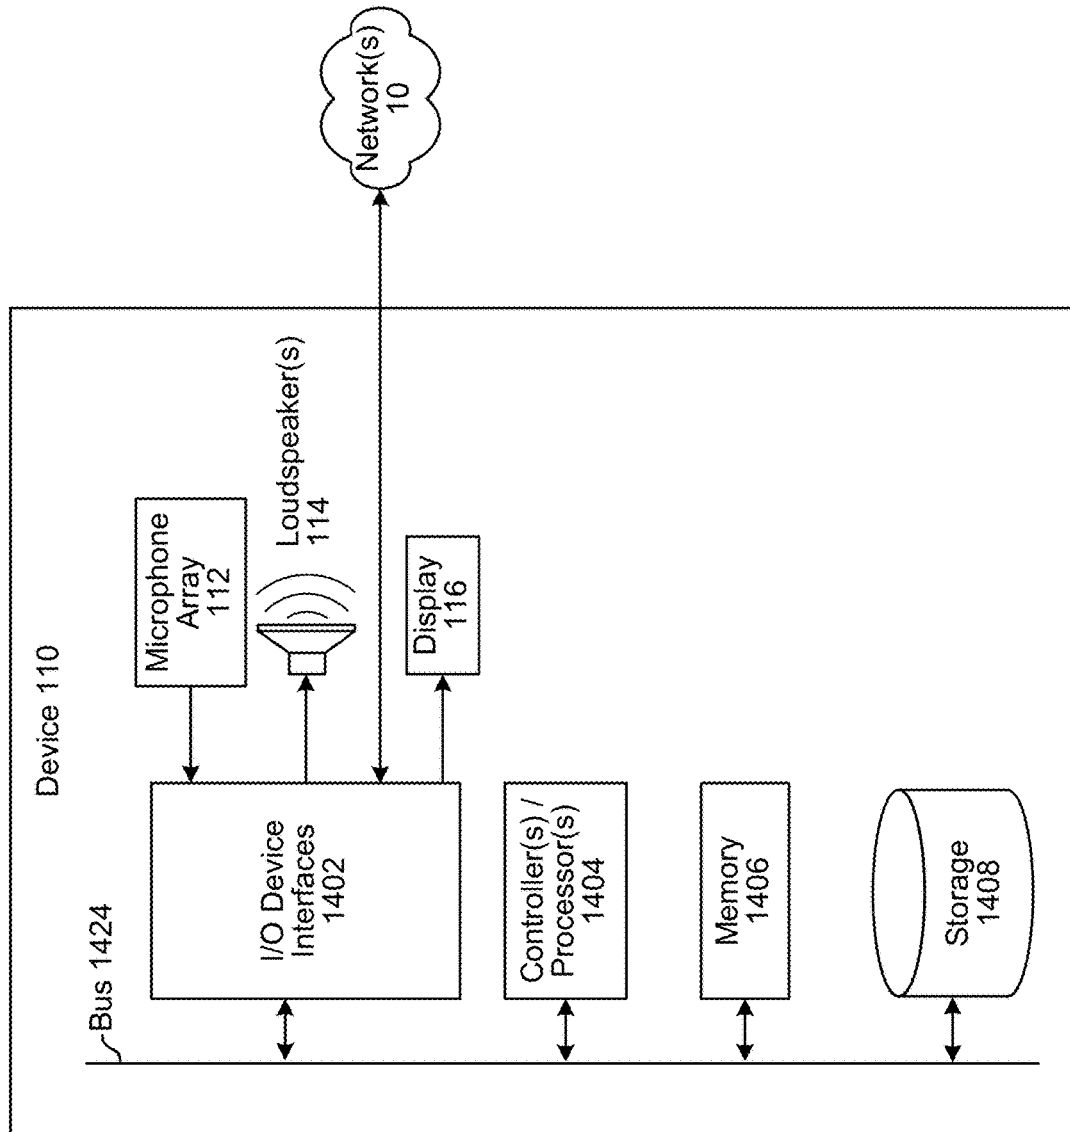 Device 110
Bus 1424
I/O Device
Interfaces
1402
Microphone
Array
112
Loudspeaker(s)
114
Display
116
Network(s)
10
Controller(s) /
Processor(s)
1404
Memory
1406
Storage
1408